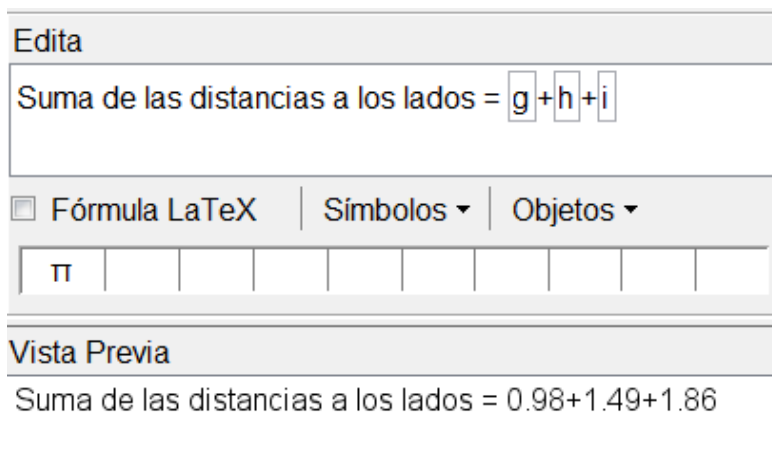 Edita
Suma de las distancias a los lados = g+h+i
Fórmula LaTeX Símbolos Objetos
π
Vista Previa
Suma de las distancias a los lados = 0.98+1.49+1.86